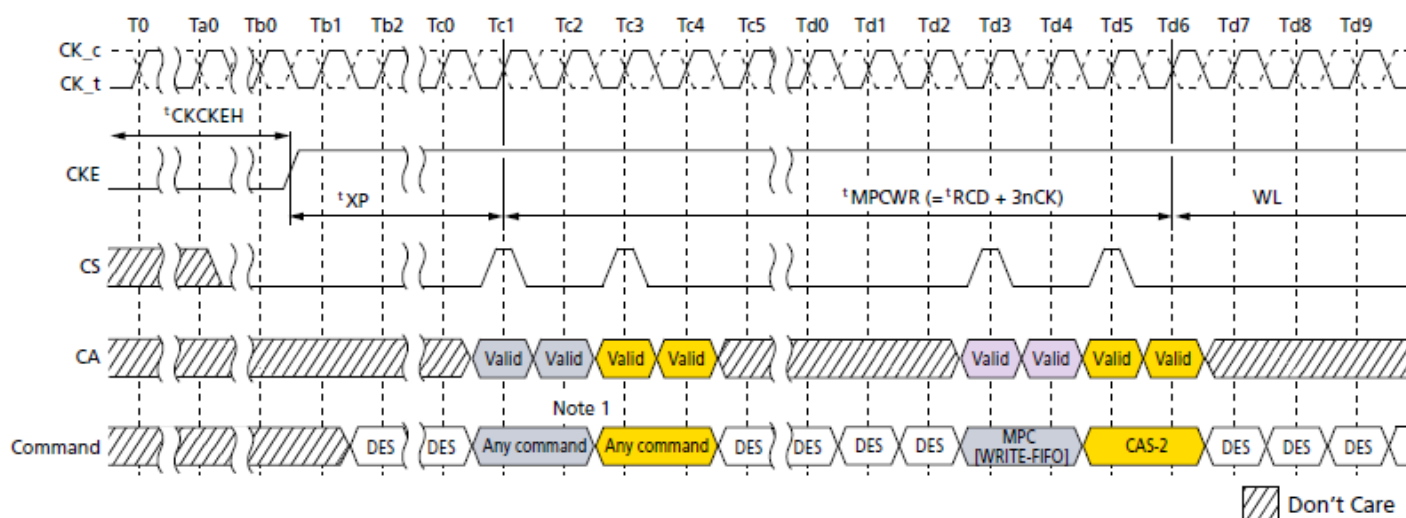 T0 Ta0 Tb0 Tb1 Tb2 Tc0 Tc1 Tc2 Tc3 Tc4 Tc5 Td0 Td1 Td2 Td3 Td4 Td5 Td6 Td7 Td8 Td9
CK_c
CK_t
tCKCKEH
CKE
tXP tMPCWR (= tRCD + 3nCK) WL
CS
CA Valid Valid Valid Valid Valid Valid Valid Valid
Note 1
Command DES DES Any command Any command DES DES DES DES MPC [WRITE-FIFO] CAS-2 DES DES DES
Don't Care